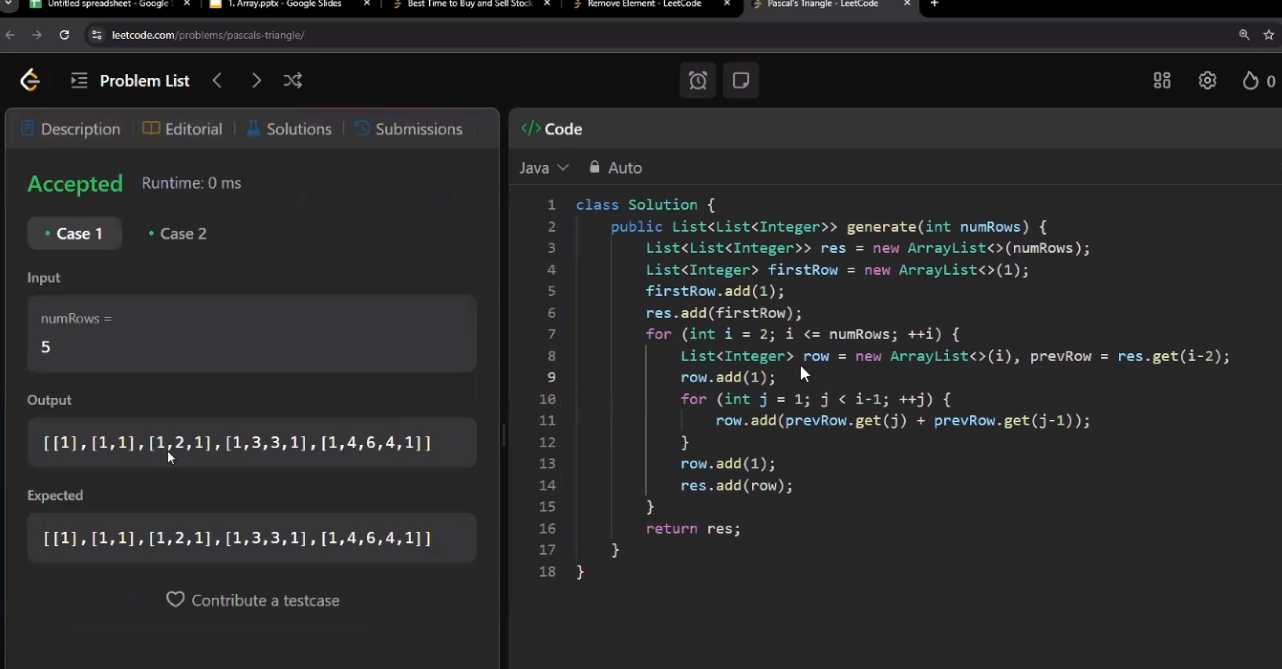 Untitled spreadsheet - Google
1. Array.pptx - Google Slides
Best Time to Buy and Sell Stock
Remove Element - LeetCode
Pascal's Triangle - LeetCode
leetcode.com/problems/pascals-triangle/
Problem List
0
Description
Editorial
Solutions
Submissions
Accepted Runtime: 0 ms
Case 1
Case 2
Input
numRows =
5
Output
[[1],[1,1],[1,2,1],[1,3,3,1],[1,4,6,4,1]]
Expected
[[1],[1,1],[1,2,1],[1,3,3,1],[1,4,6,4,1]]
Contribute a testcase
</> Code
Java Auto
1 class Solution {
2 public List<List<Integer>> generate(int numRows) {
3 List<List<Integer>> res = new ArrayList<>(numRows);
4 List<Integer> firstRow = new ArrayList<>(1);
5 firstRow.add(1);
6 res.add(firstRow);
7 for (int i = 2; i <= numRows; ++i) {
8 List<Integer> row = new ArrayList<>(i), prevRow = res.get(i-2);
9 row.add(1);
10 for (int j = 1; j < i-1; ++j) {
11 row.add(prevRow.get(j) + prevRow.get(j-1));
12 }
13 row.add(1);
14 res.add(row);
15 }
16 return res;
17 }
18 }